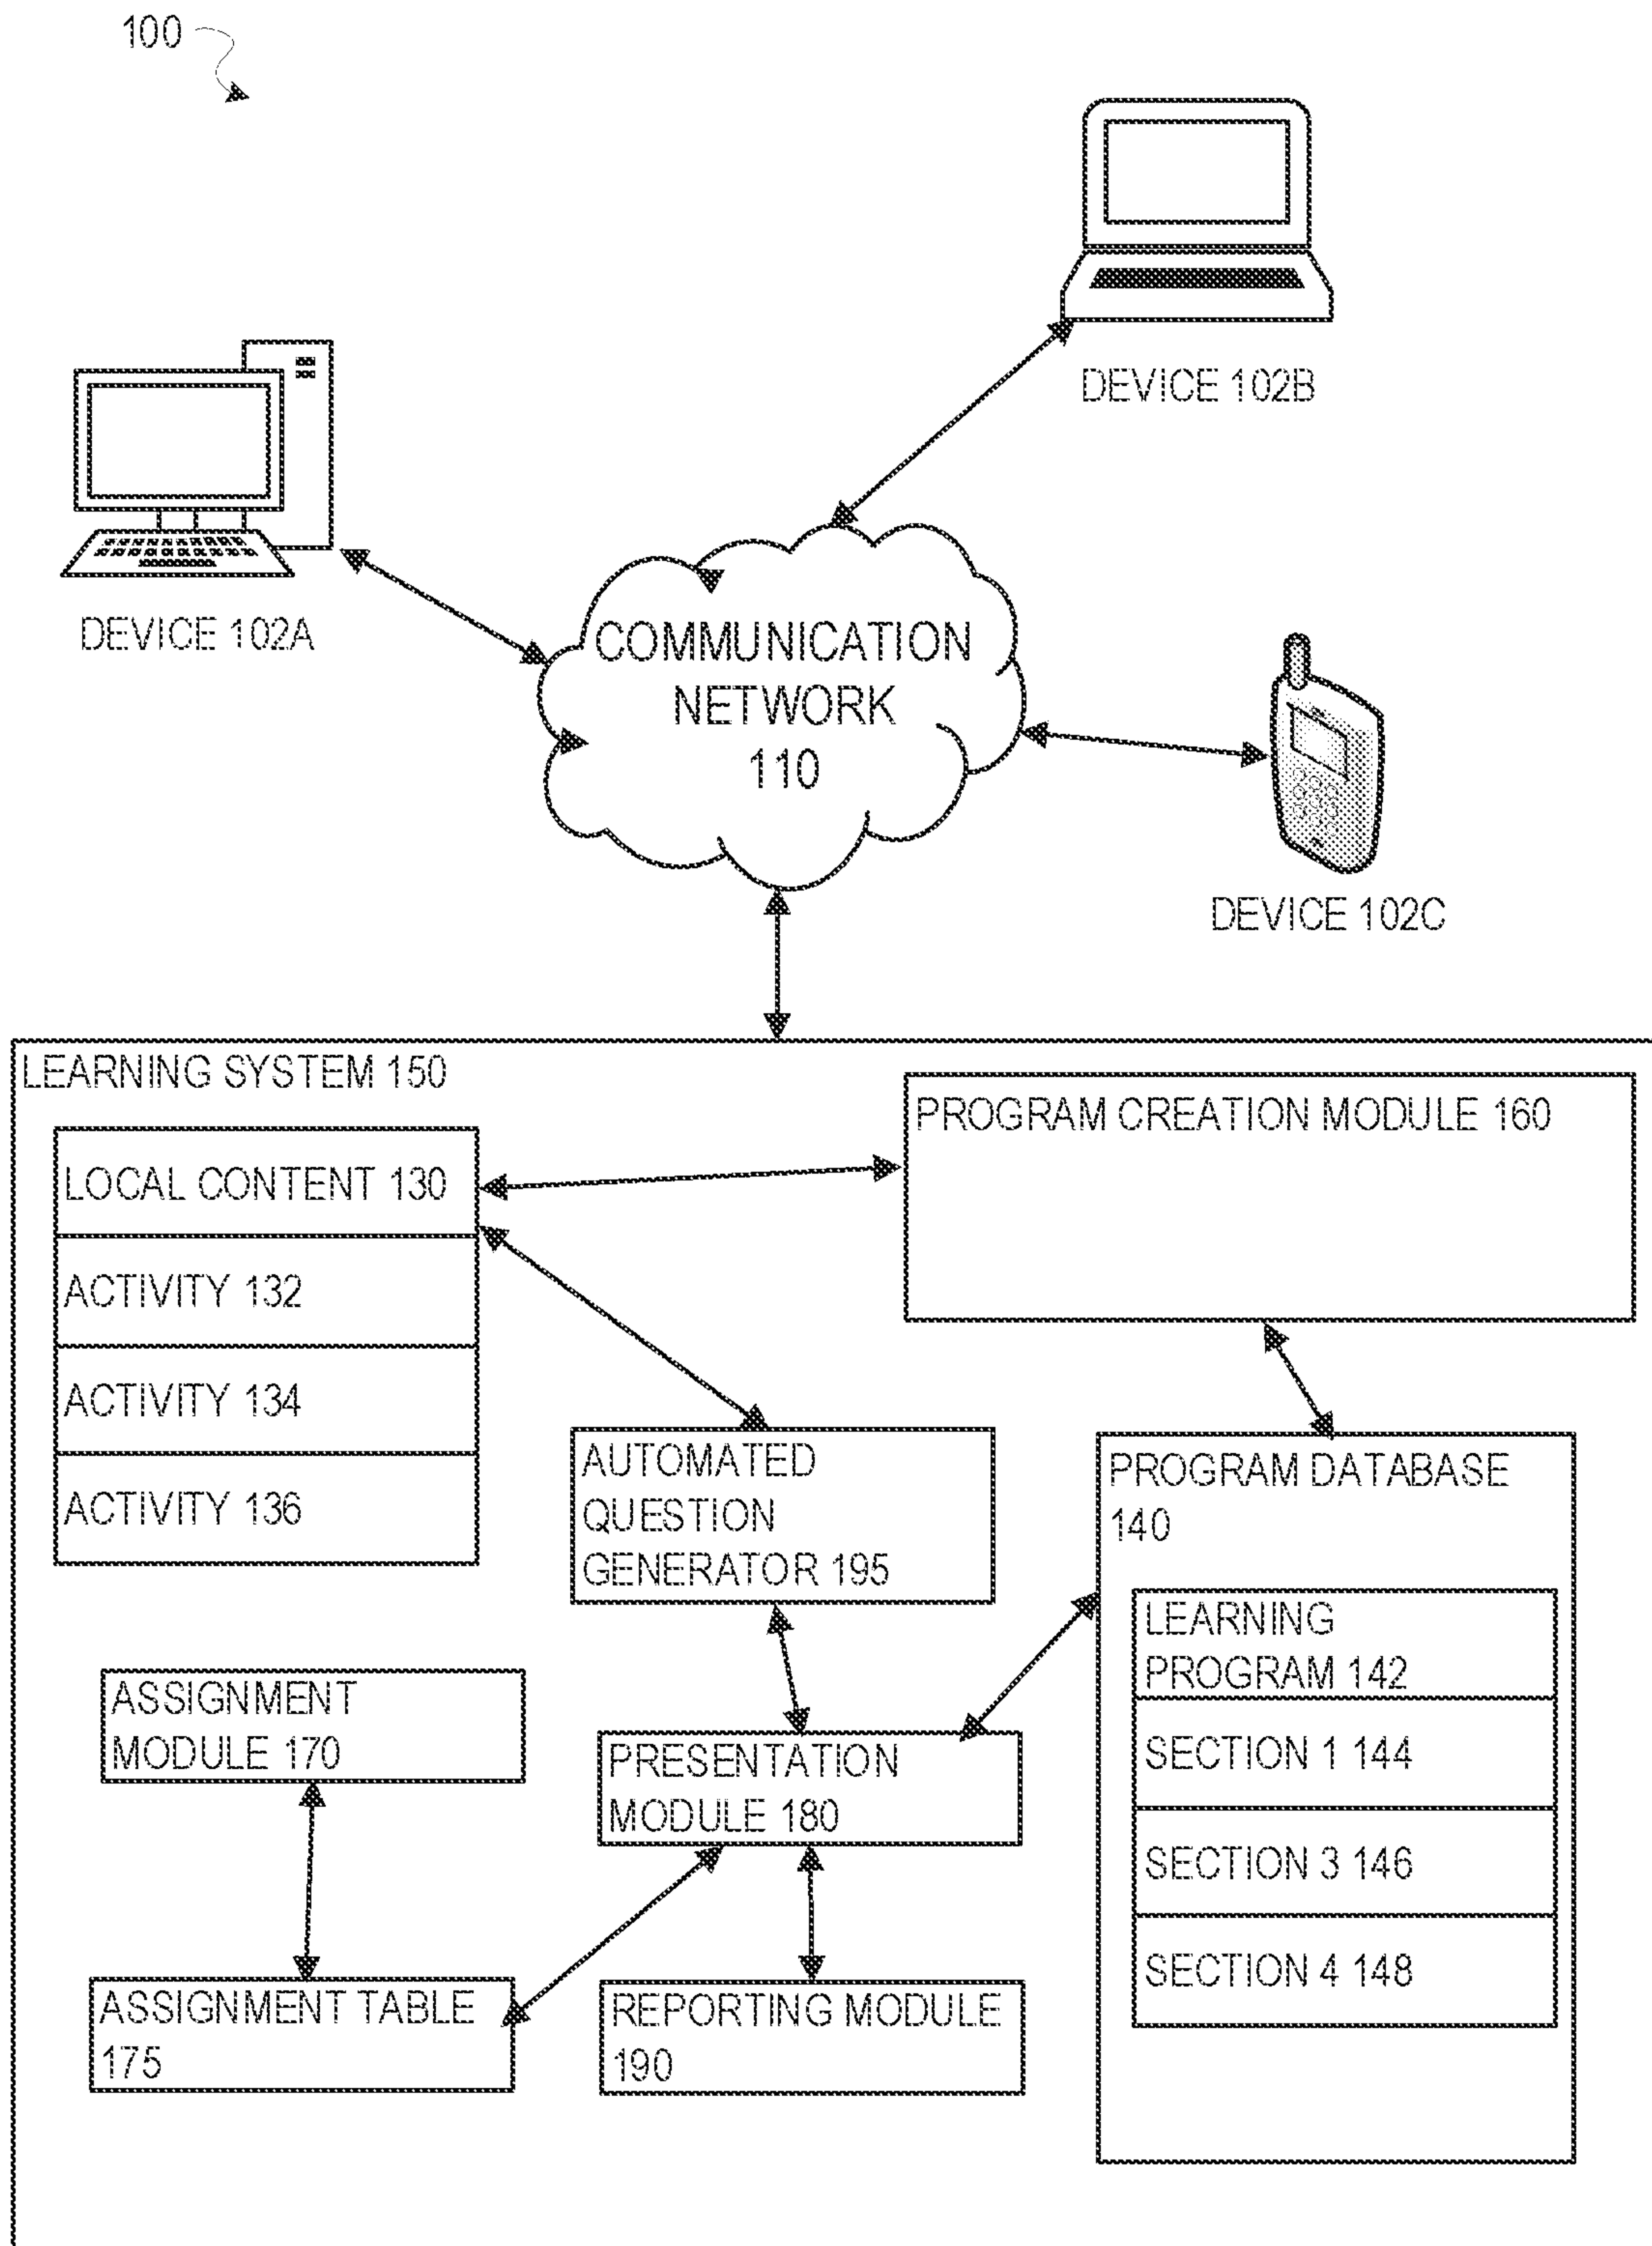 100
DEVICE 102B
DEVICE 102A
COMMUNICATION
NETWORK
110
DEVICE 102C
LEARNING SYSTEM 150
PROGRAM CREATION MODULE 160
LOCAL CONTENT 130
ACTIVITY 132
ACTIVITY 134
ACTIVITY 136
AUTOMATED
QUESTION
GENERATOR 195
PROGRAM DATABASE
140
LEARNING
PROGRAM 142
SECTION 1 144
SECTION 3 146
SECTION 4 148
ASSIGNMENT
MODULE 170
PRESENTATION
MODULE 180
ASSIGNMENT TABLE
175
REPORTING MODULE
190